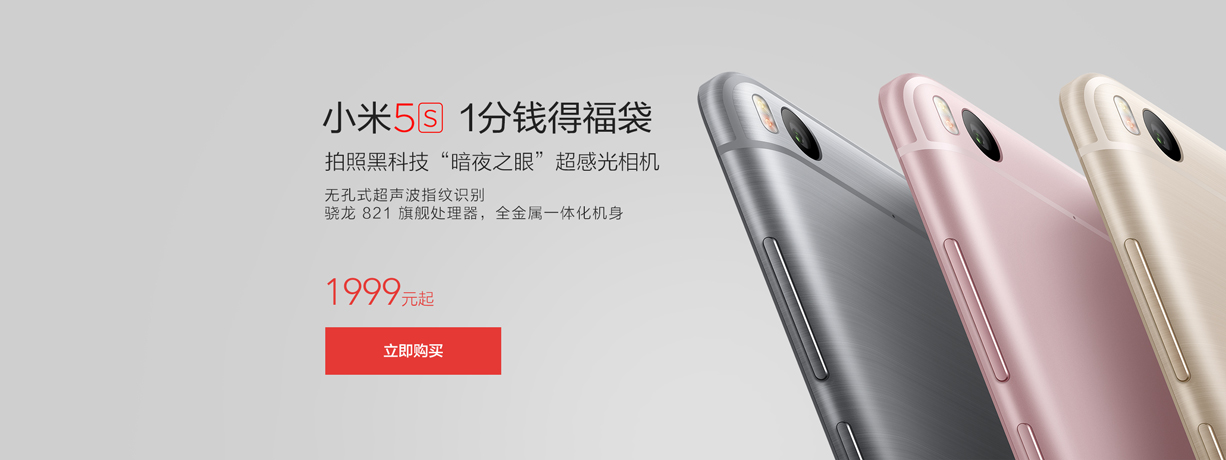 小米5S 1分钱得福袋
拍照黑科技“暗夜之眼”超感光相机
无孔式超声波指纹识别
骁龙 821 旗舰处理器，全金属一体化机身
1999元起
立即购买